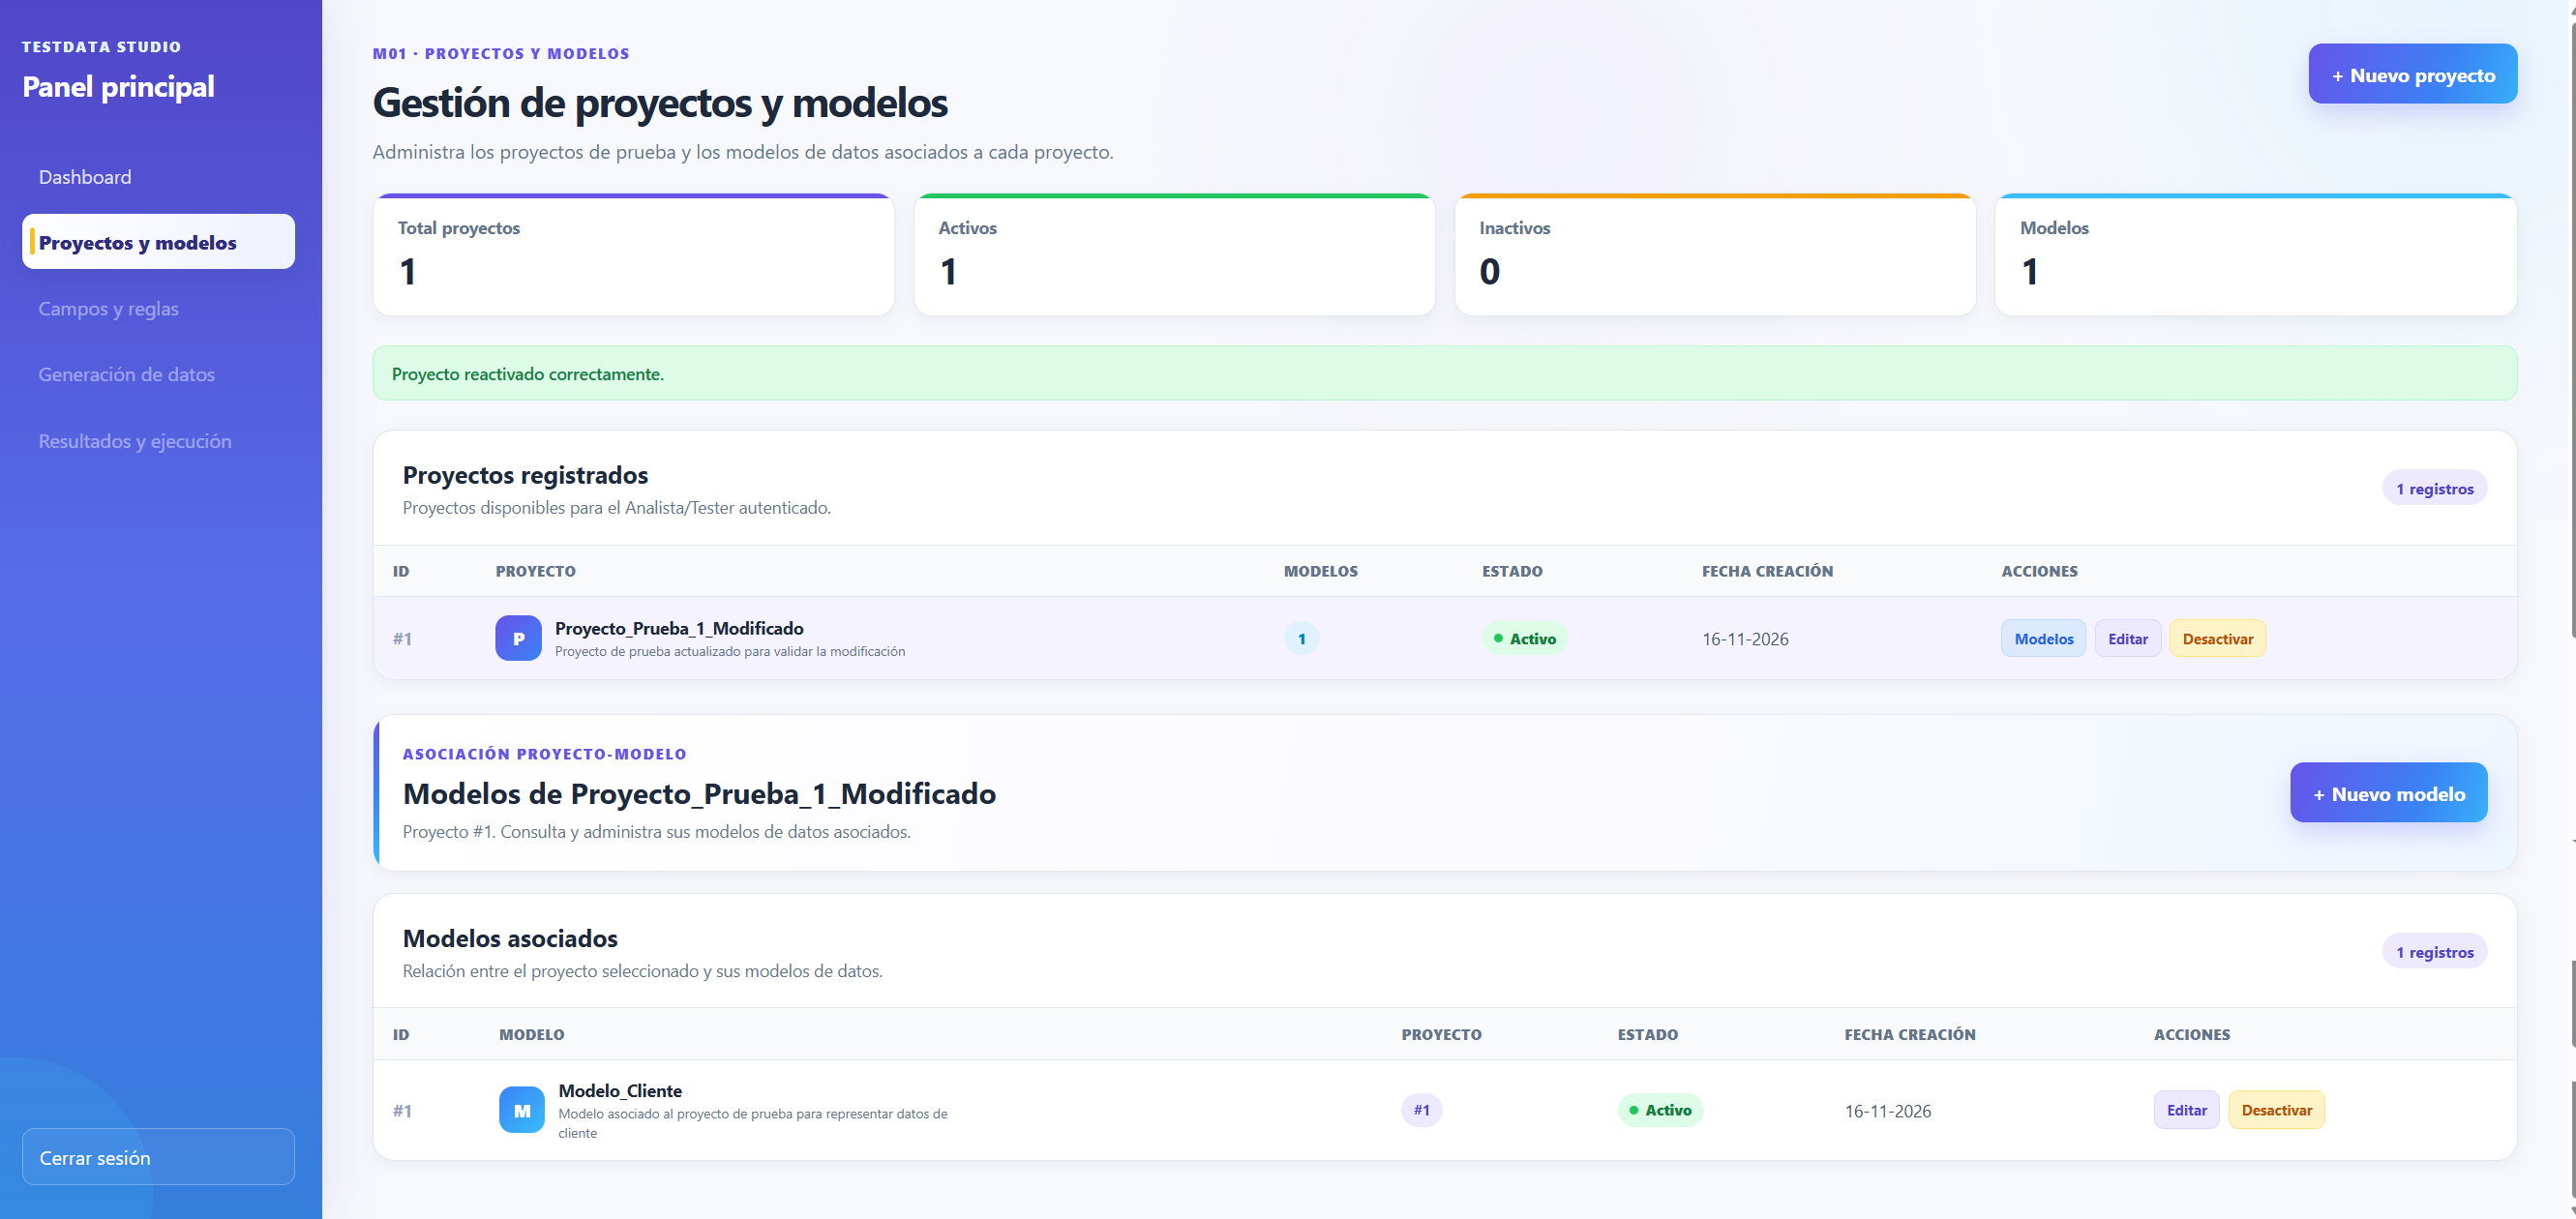 TESTDATA STUDIO
Panel principal
Dashboard
Proyectos y modelos
Campos y reglas
Generación de datos
Resultados y ejecución
Cerrar sesión
M01 · PROYECTOS Y MODELOS
Gestión de proyectos y modelos
Administra los proyectos de prueba y los modelos de datos asociados a cada proyecto.
+ Nuevo proyecto
Total proyectos
1
Activos
1
Inactivos
0
Modelos
1
Proyecto reactivado correctamente.
Proyectos registrados
Proyectos disponibles para el Analista/Tester autenticado.
1 registros
ID PROYECTO MODELOS ESTADO FECHA CREACIÓN ACCIONES
#1 P Proyecto_Prueba_1_Modificado 1 Activo 16-11-2026 Modelos Editar Desactivar
Proyecto de prueba actualizado para validar la modificación
ASOCIACIÓN PROYECTO-MODELO
Modelos de Proyecto_Prueba_1_Modificado
Proyecto #1. Consulta y administra sus modelos de datos asociados.
+ Nuevo modelo
Modelos asociados
Relación entre el proyecto seleccionado y sus modelos de datos.
1 registros
ID MODELO PROYECTO ESTADO FECHA CREACIÓN ACCIONES
#1 M Modelo_Cliente #1 Activo 16-11-2026 Editar Desactivar
Modelo asociado al proyecto de prueba para representar datos de
cliente